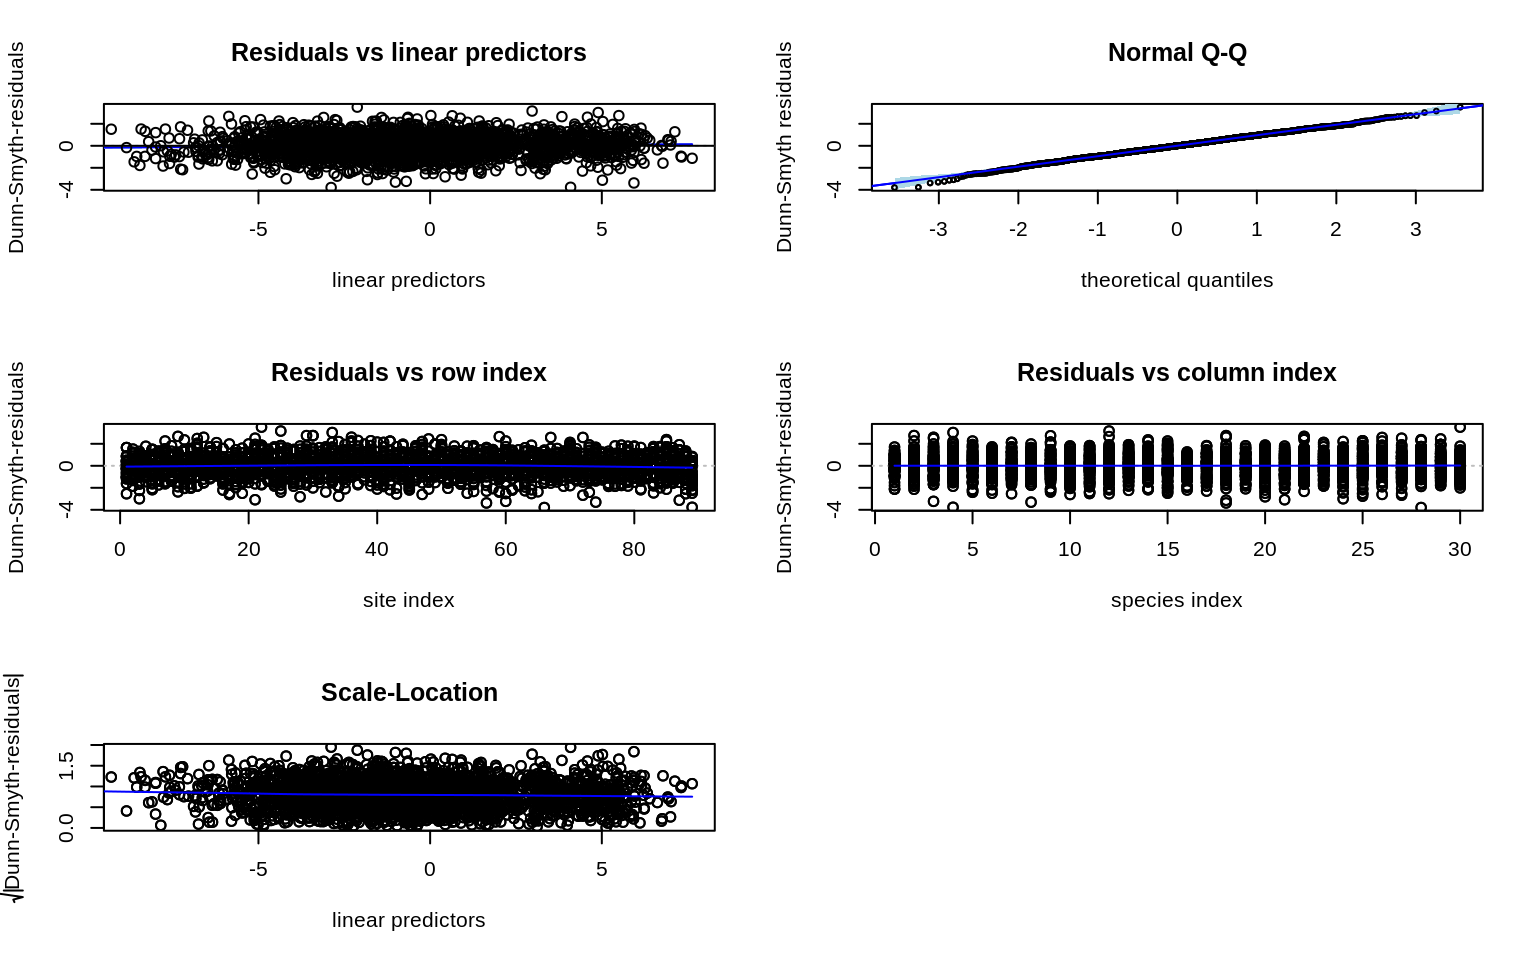 Residuals vs linear predictors
Dunn-Smyth-residuals
0
-4
-5 0 5
linear predictors
Normal Q-Q
Dunn-Smyth residuals
0
-4
-3 -2 -1 0 1 2 3
theoretical quantiles
Residuals vs row index
Dunn-Smyth-residuals
0
-4
0 20 40 60 80
site index
Residuals vs column index
Dunn-Smyth-residuals
0
-4
0 5 10 15 20 25 30
species index
Scale-Location
√|Dunn-Smyth-residuals|
1.5
0.0
-5 0 5
linear predictors